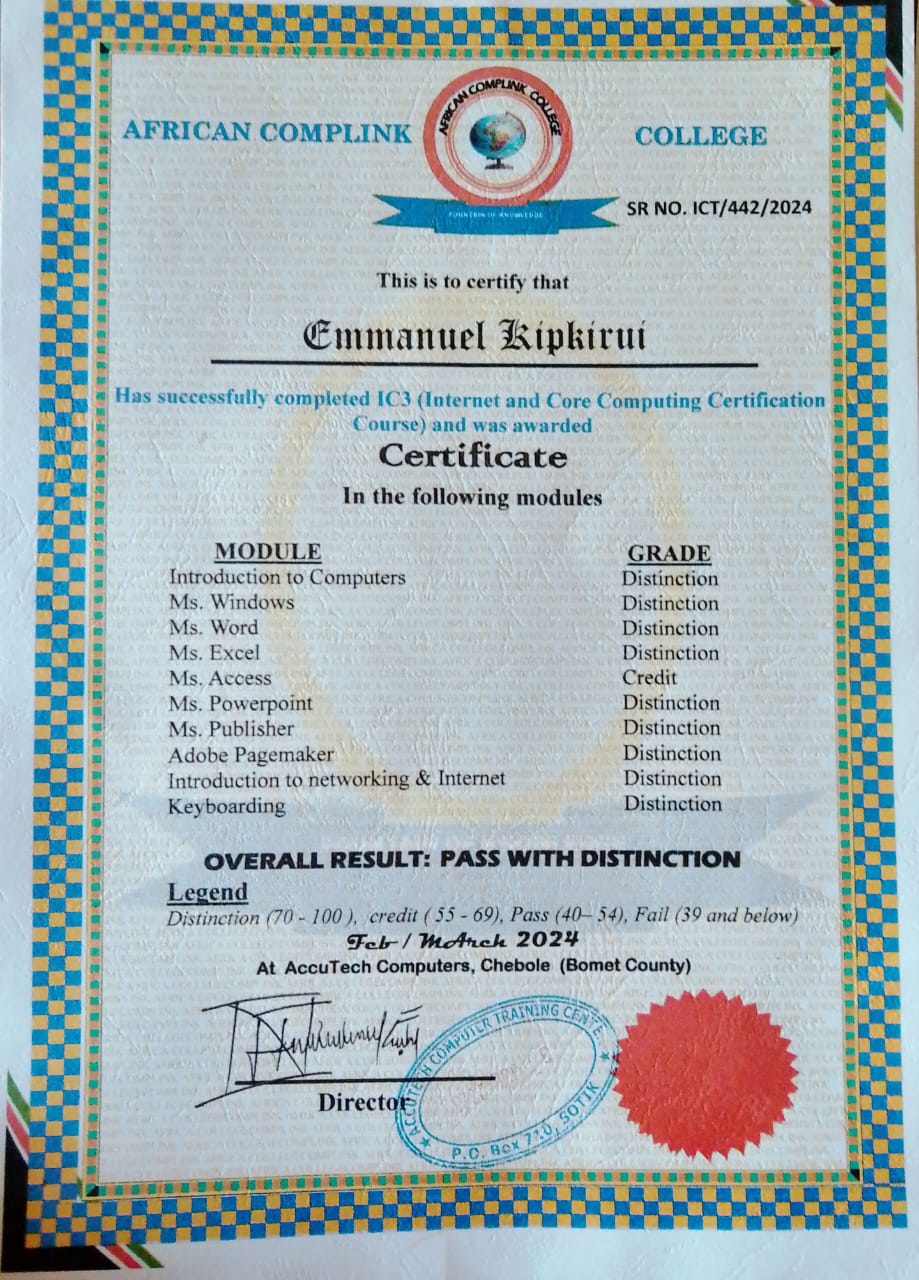 AFRICAN COMPLINK COLLEGE
AFRICAN COMPLINK COLLEGE
FOUNTAIN OF KNOWLEDGE
SR NO. ICT/442/2024
This is to certify that
Emmanuel Kipkirui
Has successfully completed IC3 (Internet and Core Computing Certification
Course) and was awarded
Certificate
In the following modules
MODULE GRADE
Introduction to Computers Distinction
Ms. Windows Distinction
Ms. Word Distinction
Ms. Excel Distinction
Ms. Access Credit
Ms. Powerpoint Distinction
Ms. Publisher Distinction
Adobe Pagemaker Distinction
Introduction to networking & Internet Distinction
Keyboarding Distinction
OVERALL RESULT: PASS WITH DISTINCTION
Legend
Distinction (70 - 100 ), credit ( 55 - 69), Pass (40– 54), Fail (39 and below)
Feb / MArch 2024
At AccuTech Computers, Chebole (Bomet County)
Director
ACCUTECH COMPUTER TRAINING CENTE
P.O. Box 710, SOTIK